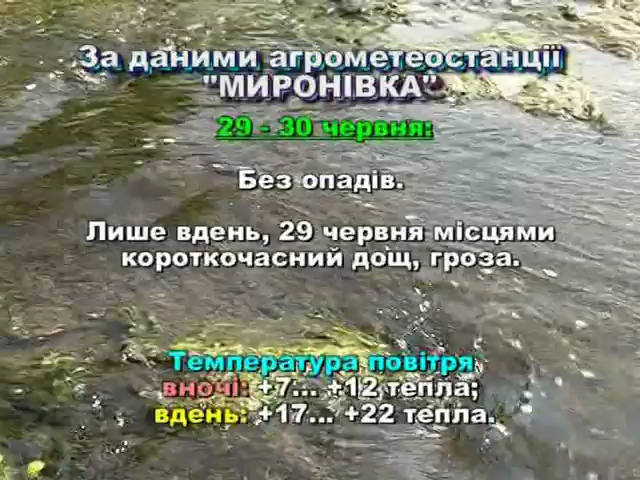 За даними агрометеостанції
"МИРОНІВКА"
29 - 30 червня:
Без опадів.
Лише вдень, 29 червня місцями
короткочасний дощ, гроза.
Температура повітря
вночі: +7... +12 тепла;
вдень: +17... +22 тепла.